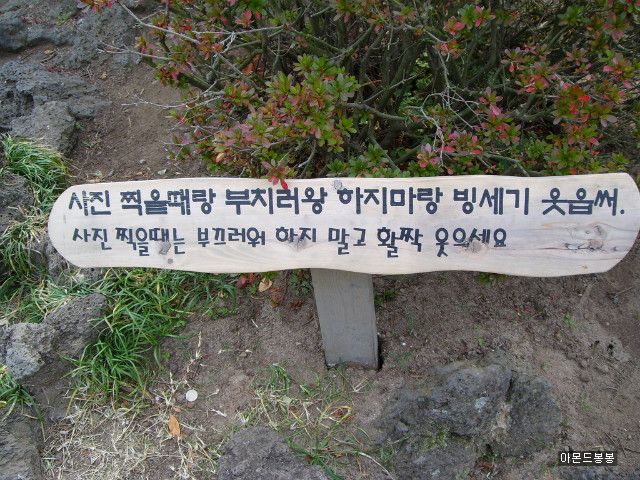 사진 찍을때랑 부치러왕 하지마랑 빙세기 웃읍써.
사진 찍을때는 부끄러워 하지 말고 활짝 웃으세요
아몬드봉봉